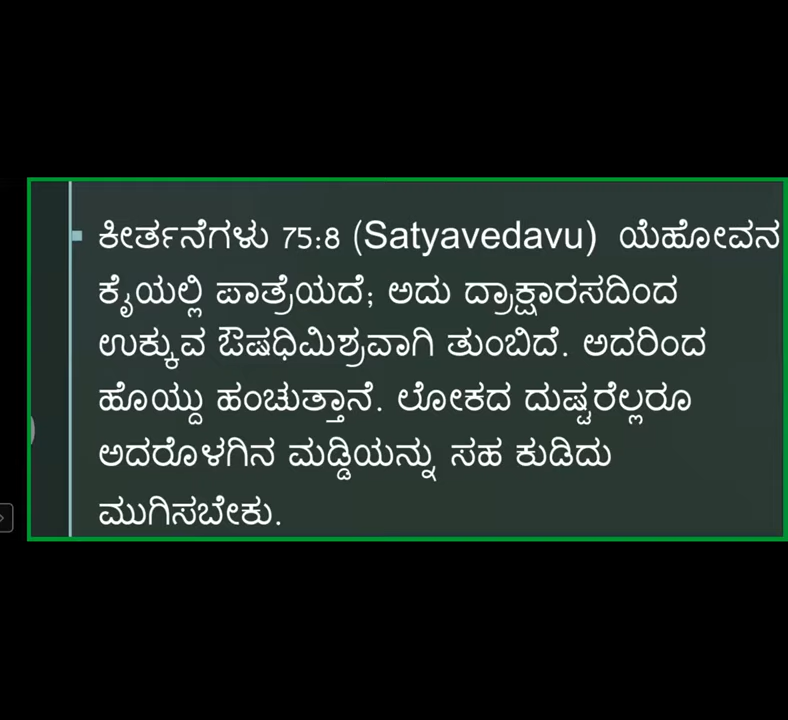 ಕೀರ್ತನೆಗಳು 75:8 (Satyavedavu) ಯೆಹೋವನ
ಕೈಯಲ್ಲಿ ಪಾತ್ರೆಯದೆ; ಅದು ದ್ರಾಕ್ಷಾರಸದಿಂದ
ಉಕ್ಕುವ ಔಷಧಿಮಿಶ್ರವಾಗಿ ತುಂಬಿದೆ. ಅದರಿಂದ
ಹೊಯ್ದು ಹಂಚುತ್ತಾನೆ. ಲೋಕದ ದುಷ್ಟರೆಲ್ಲರೂ
ಅದರೊಳಗಿನ ಮಡ್ಡಿಯನ್ನು ಸಹ ಕುಡಿದು
ಮುಗಿಸಬೇಕು.